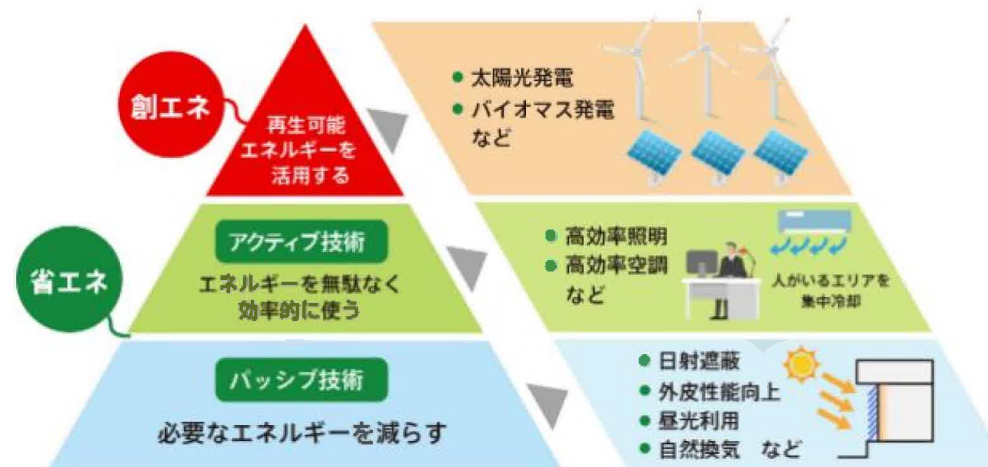 創エネ
再生可能
エネルギーを
活用する
● 太陽光発電
● バイオマス発電
など
省エネ
アクティブ技術
エネルギーを無駄なく
効率的に使う
● 高効率照明
● 高効率空調
など
人がいるエリアを
集中冷却
パッシブ技術
必要なエネルギーを減らす
● 日射遮蔽
● 外皮性能向上
● 昼光利用
● 自然換気 など